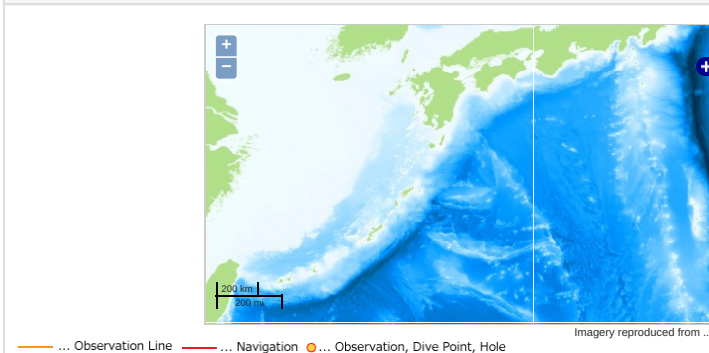 +
−
200 km
200 mi
Imagery reproduced from ..
... Observation Line ... Navigation ... Observation, Dive Point, Hole